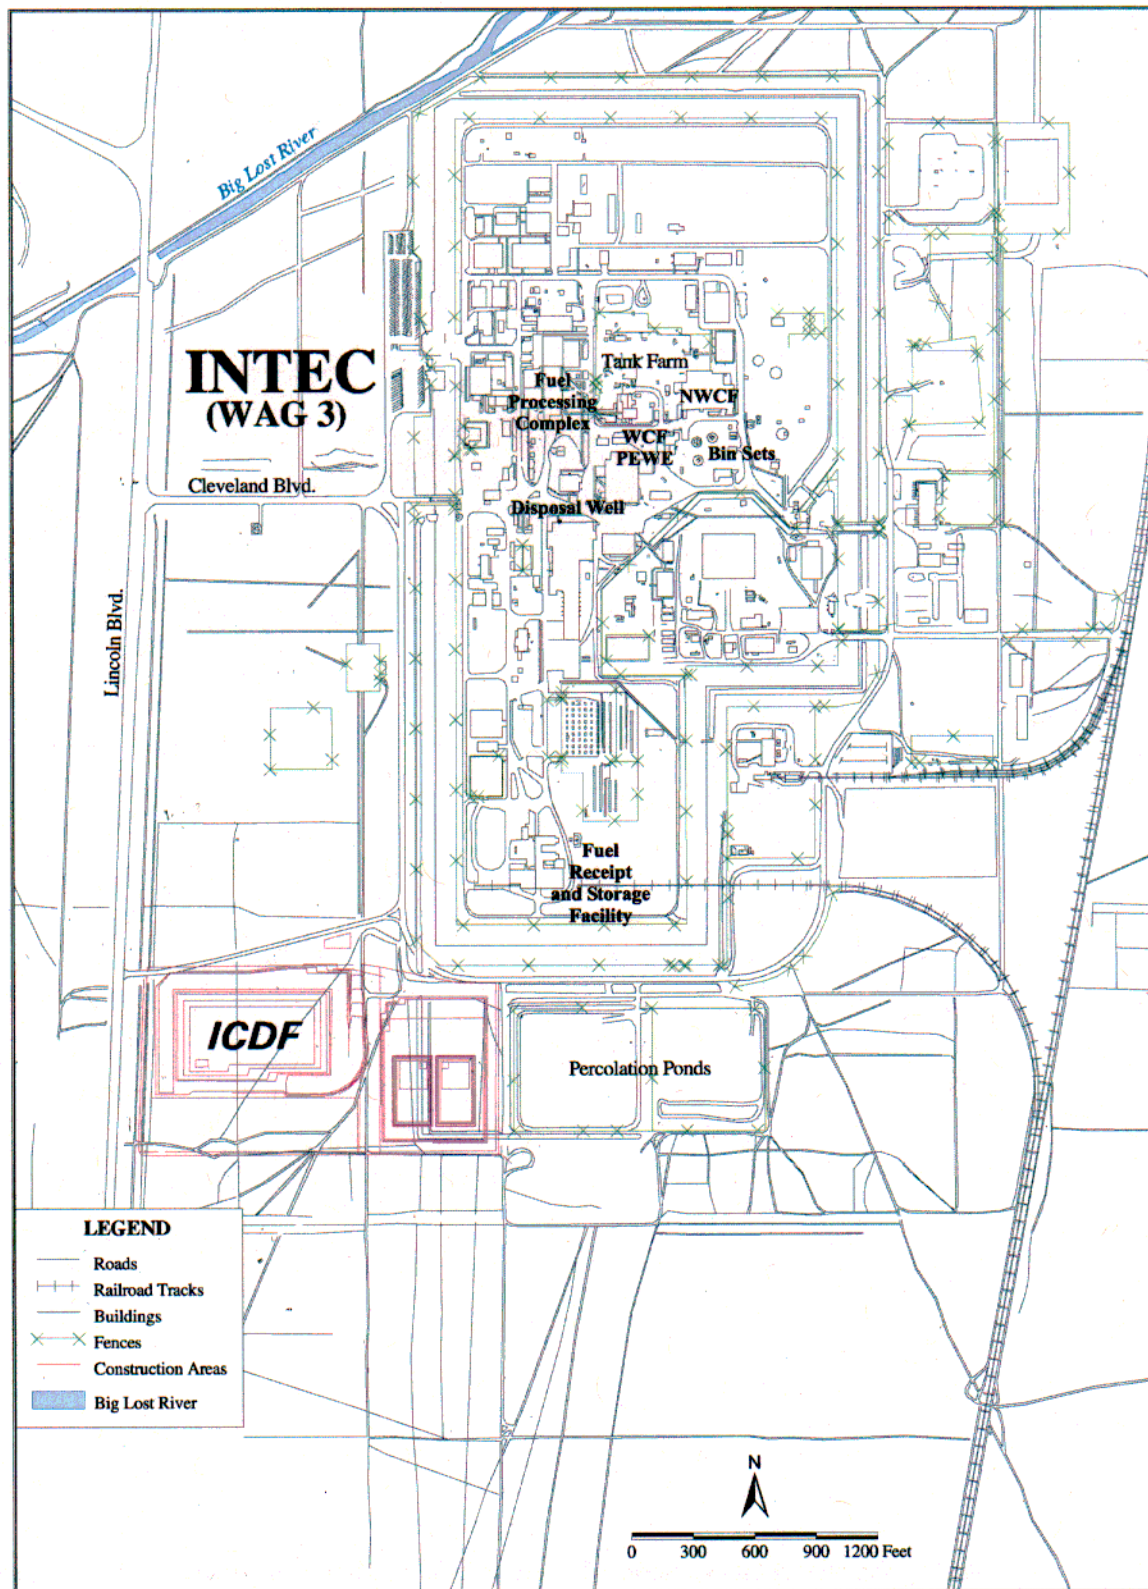 Big Lost River
INTEC
(WAG 3)
Tank Farm
Fuel
Processing
Complex
NWCF
WCF
PEWE
Bin Sets
Cleveland Blvd.
Disposal Well
Lincoln Blvd.
Fuel
Receipt
and Storage
Facility
ICDF
Percolation Ponds
LEGEND
Roads
Railroad Tracks
Buildings
Fences
Construction Areas
Big Lost River
N
0 300 600 900 1200 Feet